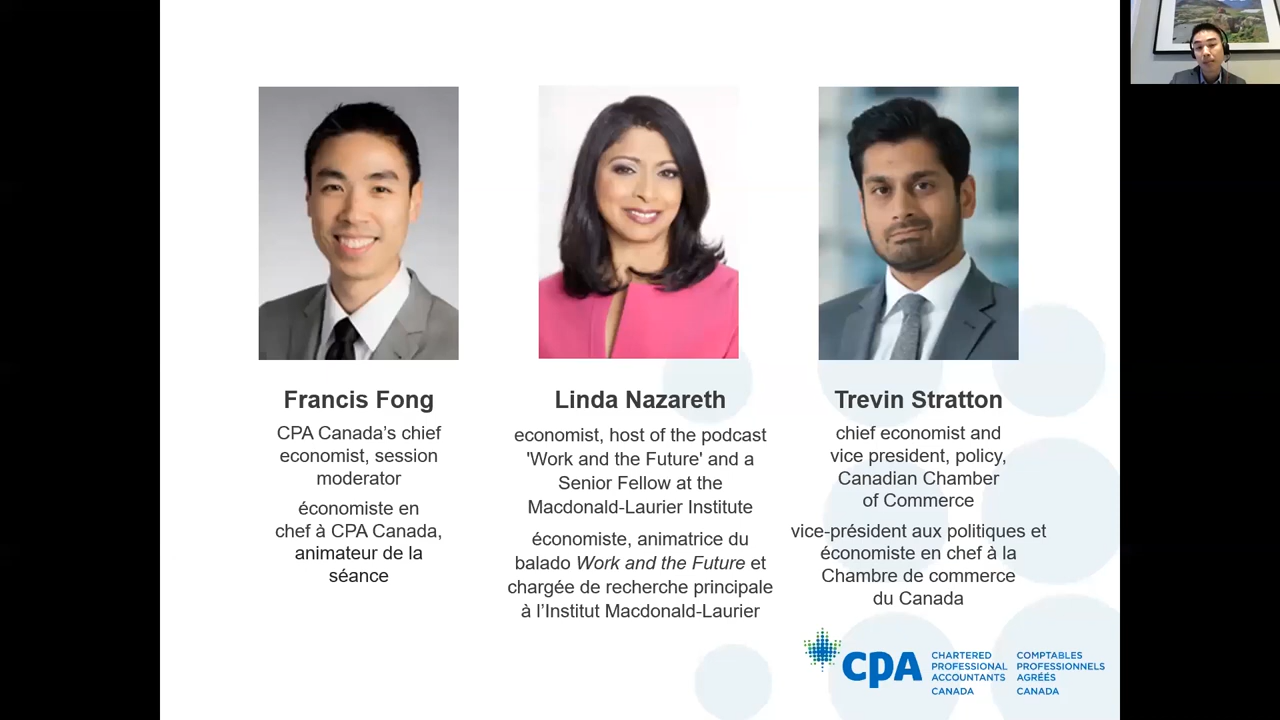 Francis Fong
CPA Canada's chief
economist, session
moderator
économiste en
chef à CPA Canada,
animateur de la
séance
Linda Nazareth
economist, host of the podcast
'Work and the Future' and a
Senior Fellow at the
Macdonald-Laurier Institute
économiste, animatrice du
balado Work and the Future et
chargée de recherche principale
à l’Institut Macdonald-Laurier
Trevin Stratton
chief economist and
vice president, policy,
Canadian Chamber
of Commerce
vice-président aux politiques et
économiste en chef à la
Chambre de commerce
du Canada
CPA
CHARTERED
PROFESSIONAL
ACCOUNTANTS
CANADA
COMPTABLES
PROFESSIONNELS
AGRÉÉS
CANADA